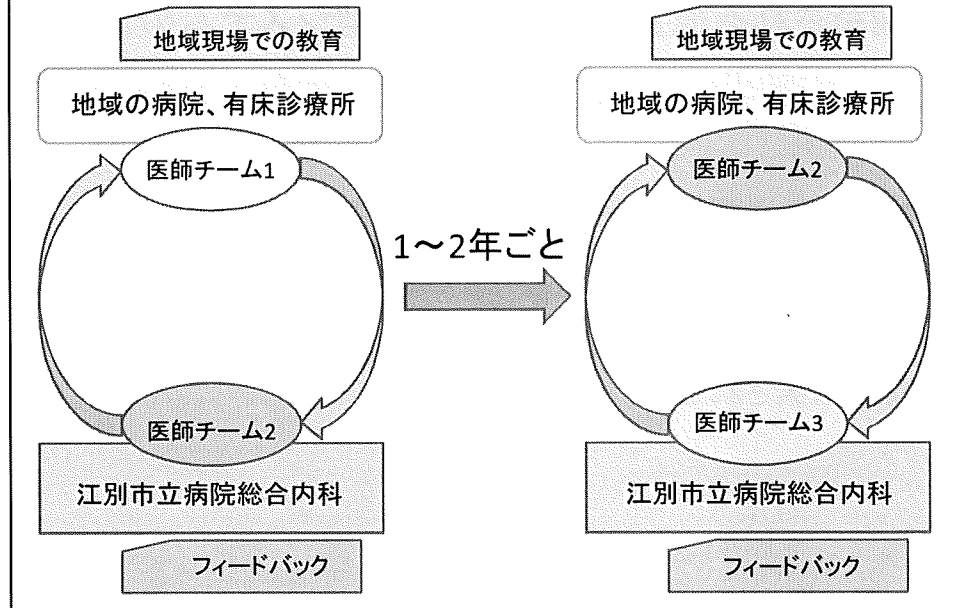 地域現場での教育
地域の病院、有床診療所
医師チーム1
医師チーム2
江別市立病院総合内科
フィードバック
1～2年ごと
地域現場での教育
地域の病院、有床診療所
医師チーム2
医師チーム3
江別市立病院総合内科
フィードバック